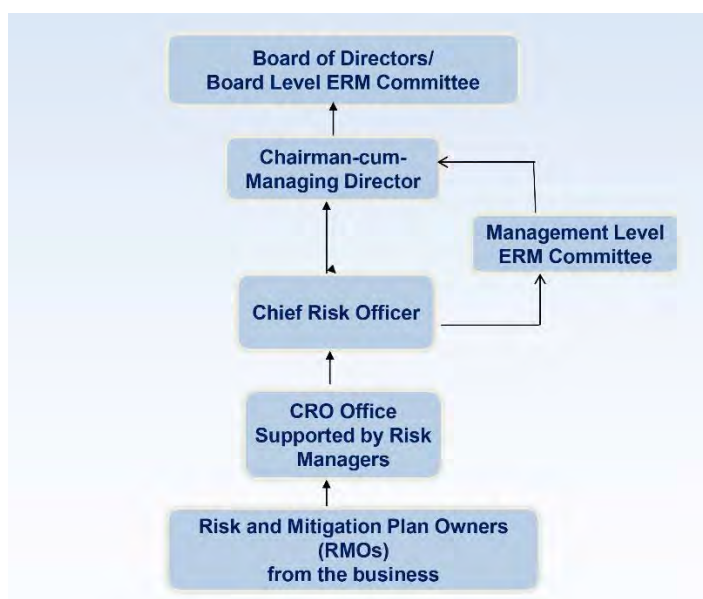 Board of Directors/
Board Level ERM Committee
Chairman-cum-
Managing Director
Management Level
ERM Committee
Chief Risk Officer
CRO Office
Supported by Risk
Managers
Risk and Mitigation Plan Owners
(RMOs)
from the business